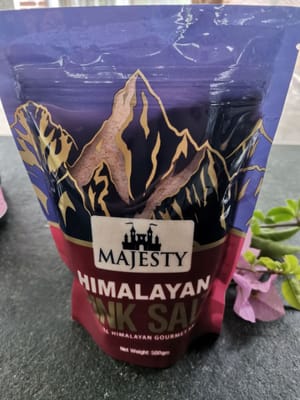 MAJESTY
HIMALAYAN
PINK SALT
HIMALAYAN GOURMET
Net Weight 500gm